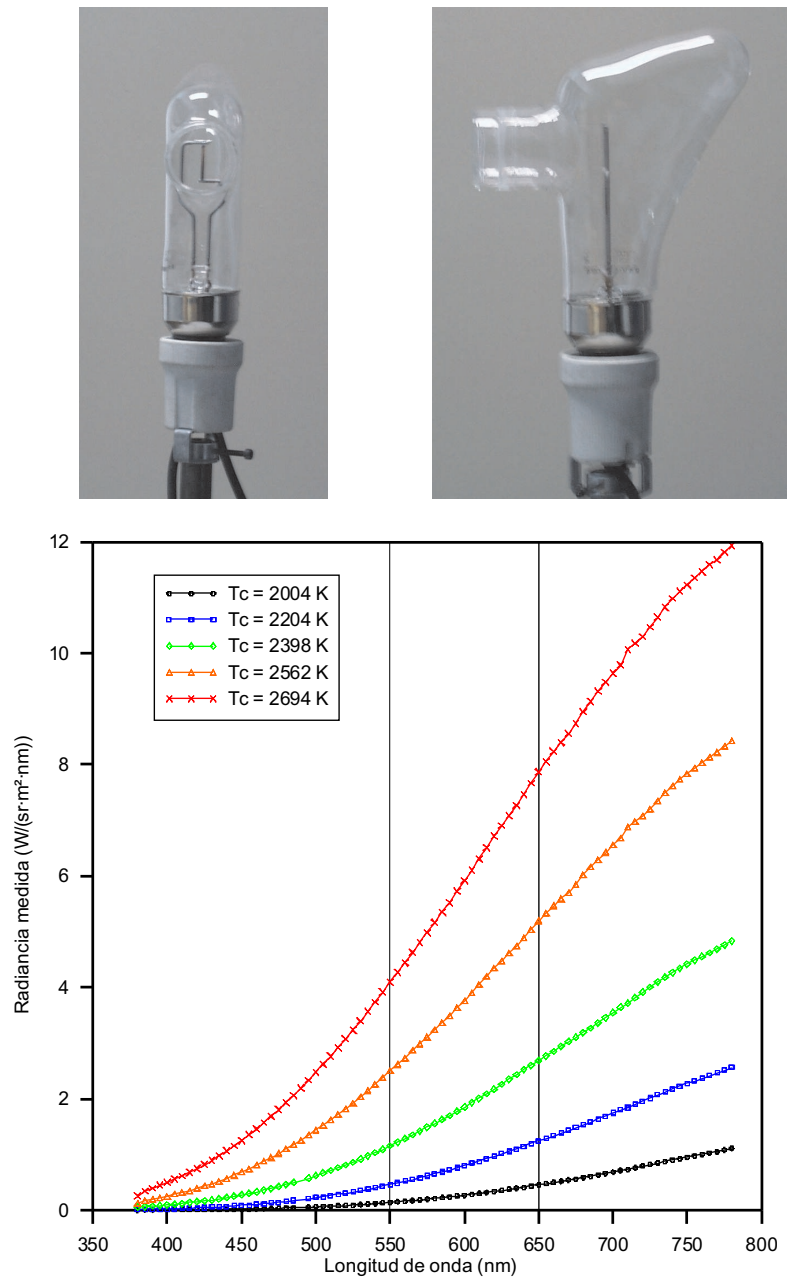 12
10
8
6
4
2
0
Radiancia medida (W/(sr·m²·nm))
Tc = 2004 K
Tc = 2204 K
Tc = 2398 K
Tc = 2562 K
Tc = 2694 K
350 400 450 500 550 600 650 700 750 800
Longitud de onda (nm)